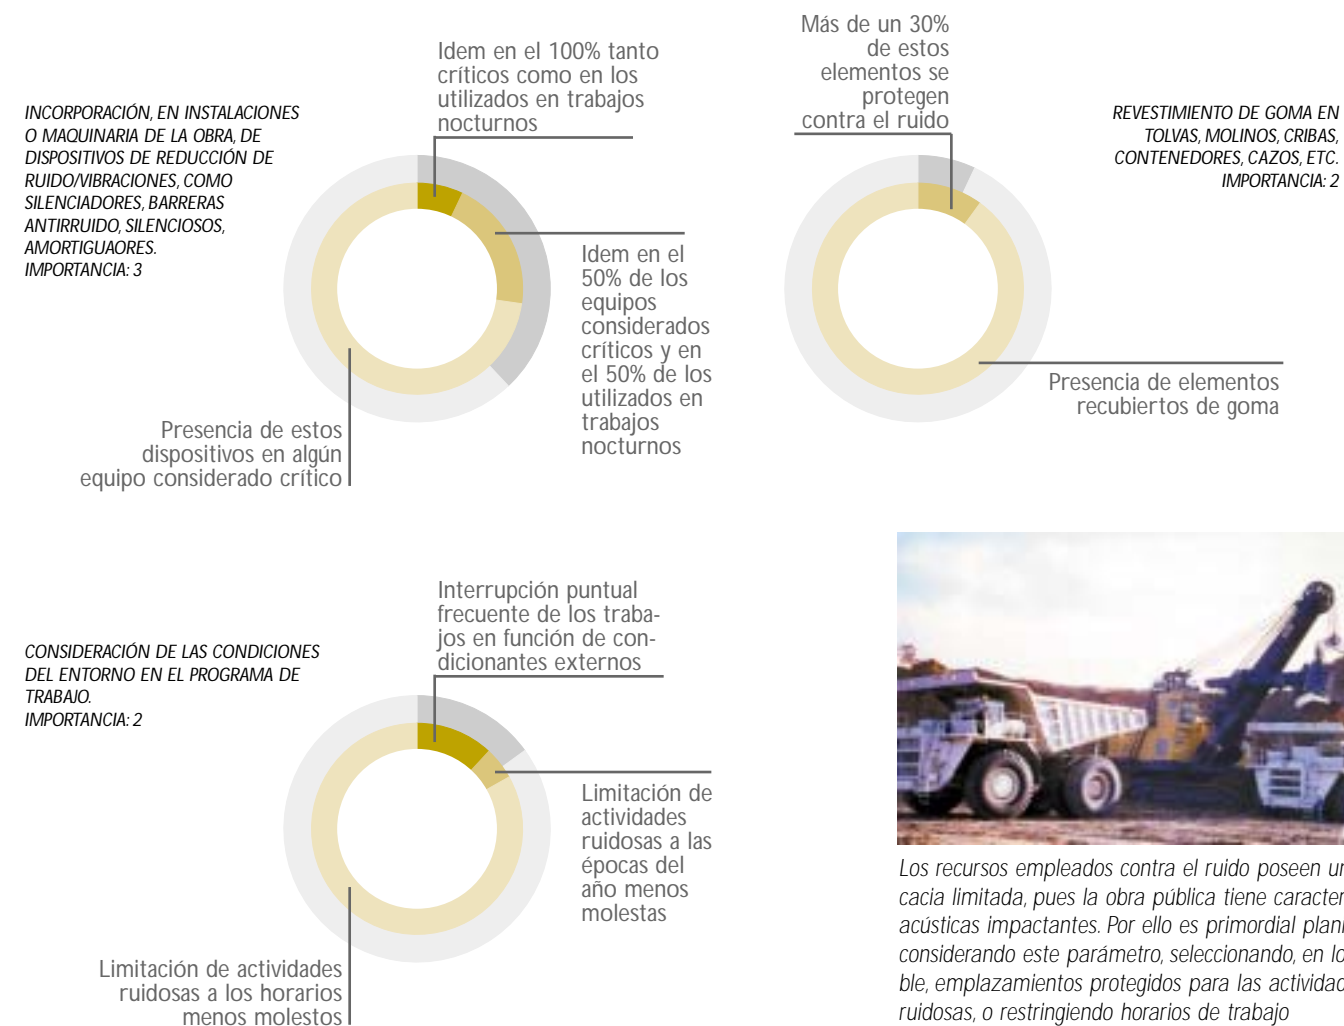 INCORPORACIÓN, EN INSTALACIONES
O MAQUINARIA DE LA OBRA, DE
DISPOSITIVOS DE REDUCCIÓN DE
RUIDO/VIBRACIONES, COMO
SILENCIADORES, BARRERAS
ANTIRRUIDO, SILENCIOSOS,
AMORTIGUAORES.
IMPORTANCIA: 3
Idem en el 100% tanto
críticos como en los
utilizados en trabajos
nocturnos
Idem en el
50% de los
equipos
considerados
críticos y en
el 50% de los
utilizados en
trabajos
nocturnos
Presencia de estos
dispositivos en algún
equipo considerado crítico
Más de un 30%
de estos
elementos se
protegen
contra el ruido
REVESTIMIENTO DE GOMA EN
TOLVAS, MOLINOS, CRIBAS,
CONTENEDORES, CAZOS, ETC.
IMPORTANCIA: 2
Presencia de elementos
recubiertos de goma
CONSIDERACIÓN DE LAS CONDICIONES
DEL ENTORNO EN EL PROGRAMA DE
TRABAJO.
IMPORTANCIA: 2
Interrupción puntual
frecuente de los traba-
jos en función de con-
dicionantes externos
Limitación de
actividades
ruidosas a las
épocas del
año menos
molestas
Limitación de actividades
ruidosas a los horarios
menos molestos
Los recursos empleados contra el ruido poseen
cacia limitada, pues la obra pública tiene
acústicas impactantes. Por ello es primordial
considerando este parámetro, seleccionando, en
ble, emplazamientos protegidos para las
ruidosas, o restringiendo horarios de trabajo